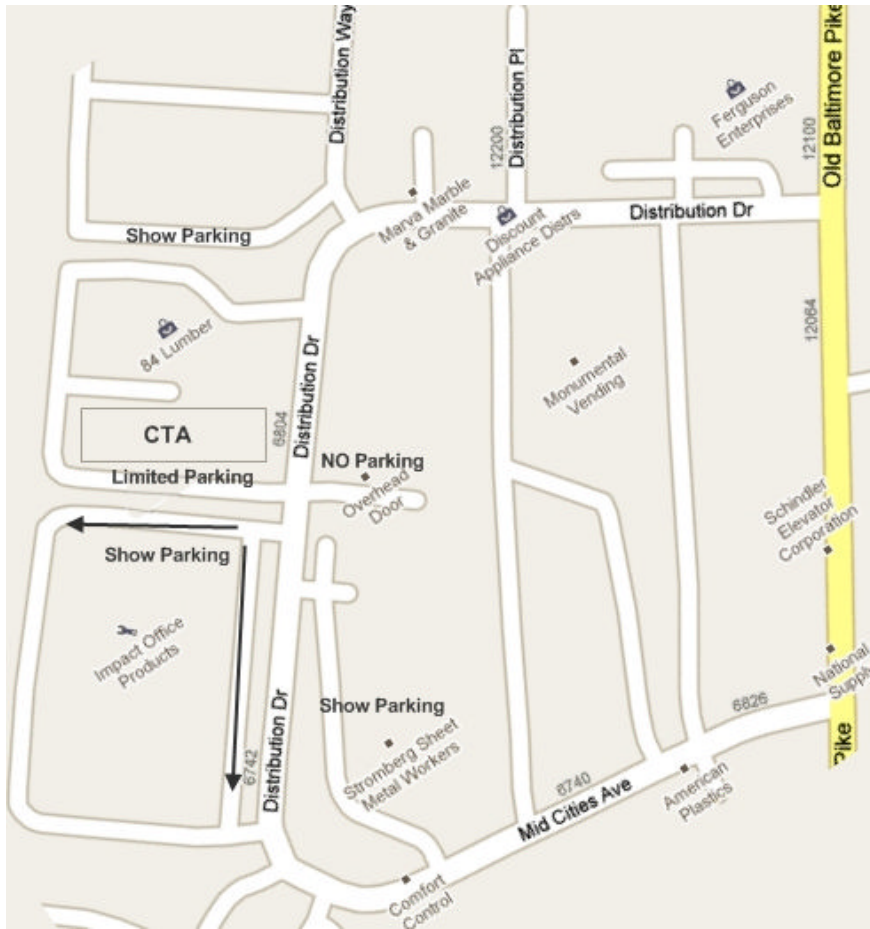 Distribution Way
Distribution Pl
12200
Ferguson
Enterprises
12100
Old Baltimore Pike
Show Parking
Marva Marble
& Granite
Discount
Appliance Distrs
Distribution Dr
84 Lumber
12064
Monumental
Vending
Distribution Dr
6804
CTA
NO Parking
Limited Parking
Overhead
Door
Schindler
Elevator
Corporation
Show Parking
Impact Office
Products
National
Supply
6826
Show Parking
Distribution Dr
6742
Stromberg Sheet
Metal Workers
6740
Mid Cities Ave
American
Plastics
Pike
Comfort
Control